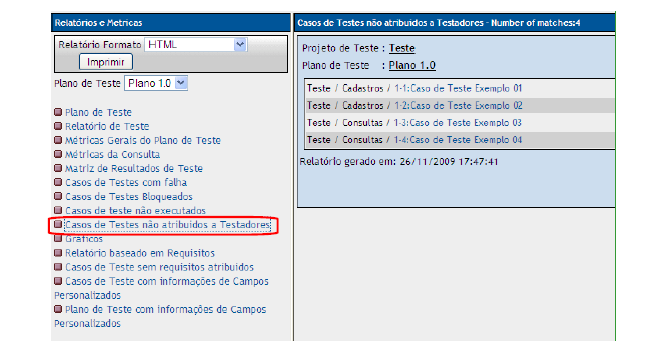 Relatórios e Metricas
Relatório Formato HTML
Imprimir
Plano de Teste Plano 1.0
Plano de Teste
Relatório de Teste
Métricas Gerais do Plano de Teste
Métricas da Consulta
Matriz de Resultados de Teste
Casos de Testes com falha
Casos de Testes Bloqueados
Casos de teste não executados
Casos de Testes não atribuidos a Testadores
Gráficos
Relatório baseado em Requisitos
Casos de Teste sem requisitos atribuidos
Casos de Teste com informações de Campos
Personalizados
Plano de Teste com informações de Campos
Personalizados
Casos de Testes não atribuidos a Testadores - Number of matches:4
Projeto de Teste : Teste
Plano de Teste : Plano 1.0
Teste / Cadastros / 1-1:Caso de Teste Exemplo 01
Teste / Cadastros / 1-2:Caso de Teste Exemplo 02
Teste / Consultas / 1-3:Caso de Teste Exemplo 03
Teste / Consultas / 1-4:Caso de Teste Exemplo 04
Relatório gerado em: 26/11/2009 17:47:41